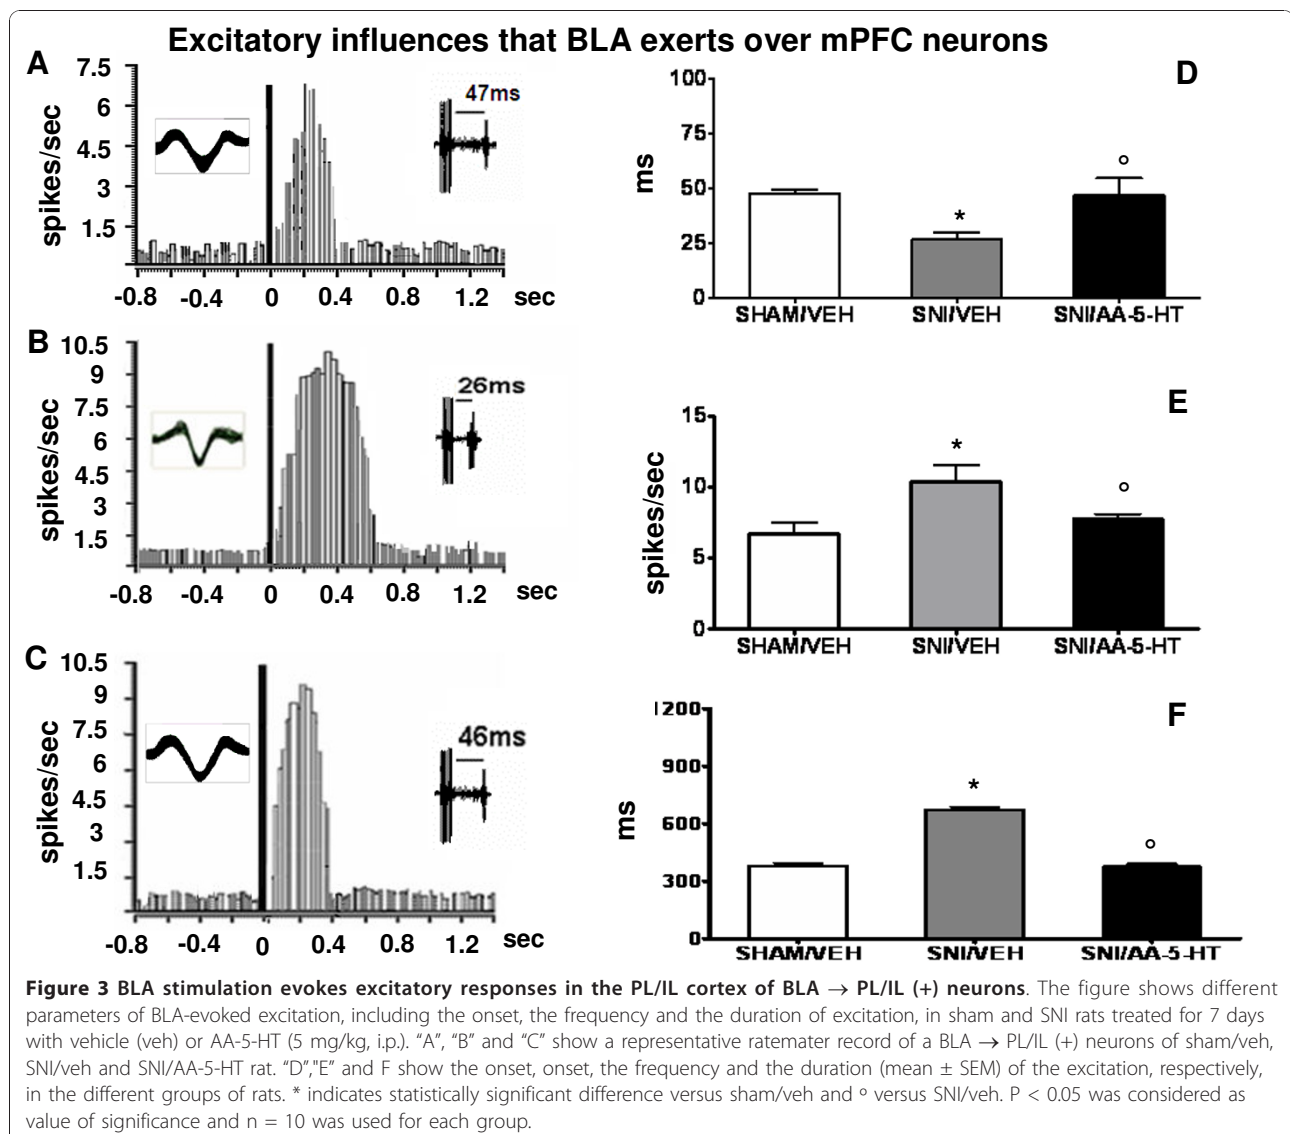 Excitatory influences that BLA exerts over mPFC neurons
A
7.5
6
4.5
3
1.5
spikes/sec
47ms
-0.8 -0.4 0 0.4 0.8 1.2 sec
B
10.5
9
7.5
6
4.5
3
1.5
spikes/sec
26ms
-0.8 -0.4 0 0.4 0.8 1.2 sec
C
10.5
9
7.5
6
4.5
3
1.5
spikes/sec
46ms
-0.8 -0.4 0 0.4 0.8 1.2 sec
D
100
75
50
25
0
ms
*
°
SHAM/VEH SNI/VEH SNI/AA-5-HT
E
15
10
5
0
spikes/sec
*
°
SHAM/VEH SNI/VEH SNI/AA-5-HT
F
1200
900
600
300
0
ms
*
°
SHAM/VEH SNI/VEH SNI/AA-5-HT
Figure 3 BLA stimulation evokes excitatory responses in the PL/IL cortex of BLA → PL/IL (+) neurons. The figure shows different
parameters of BLA-evoked excitation, including the onset, the frequency and the duration of excitation, in sham and SNI rats treated for 7 days
with vehicle (veh) or AA-5-HT (5 mg/kg, i.p.). “A”, “B” and “C” show a representative ratemater record of a BLA → PL/IL (+) neurons of sham/veh,
SNI/veh and SNI/AA-5-HT rat. “D”,"E” and F show the onset, onset, the frequency and the duration (mean ± SEM) of the excitation, respectively,
in the different groups of rats. * indicates statistically significant difference versus sham/veh and º versus SNI/veh. P < 0.05 was considered as
value of significance and n = 10 was used for each group.